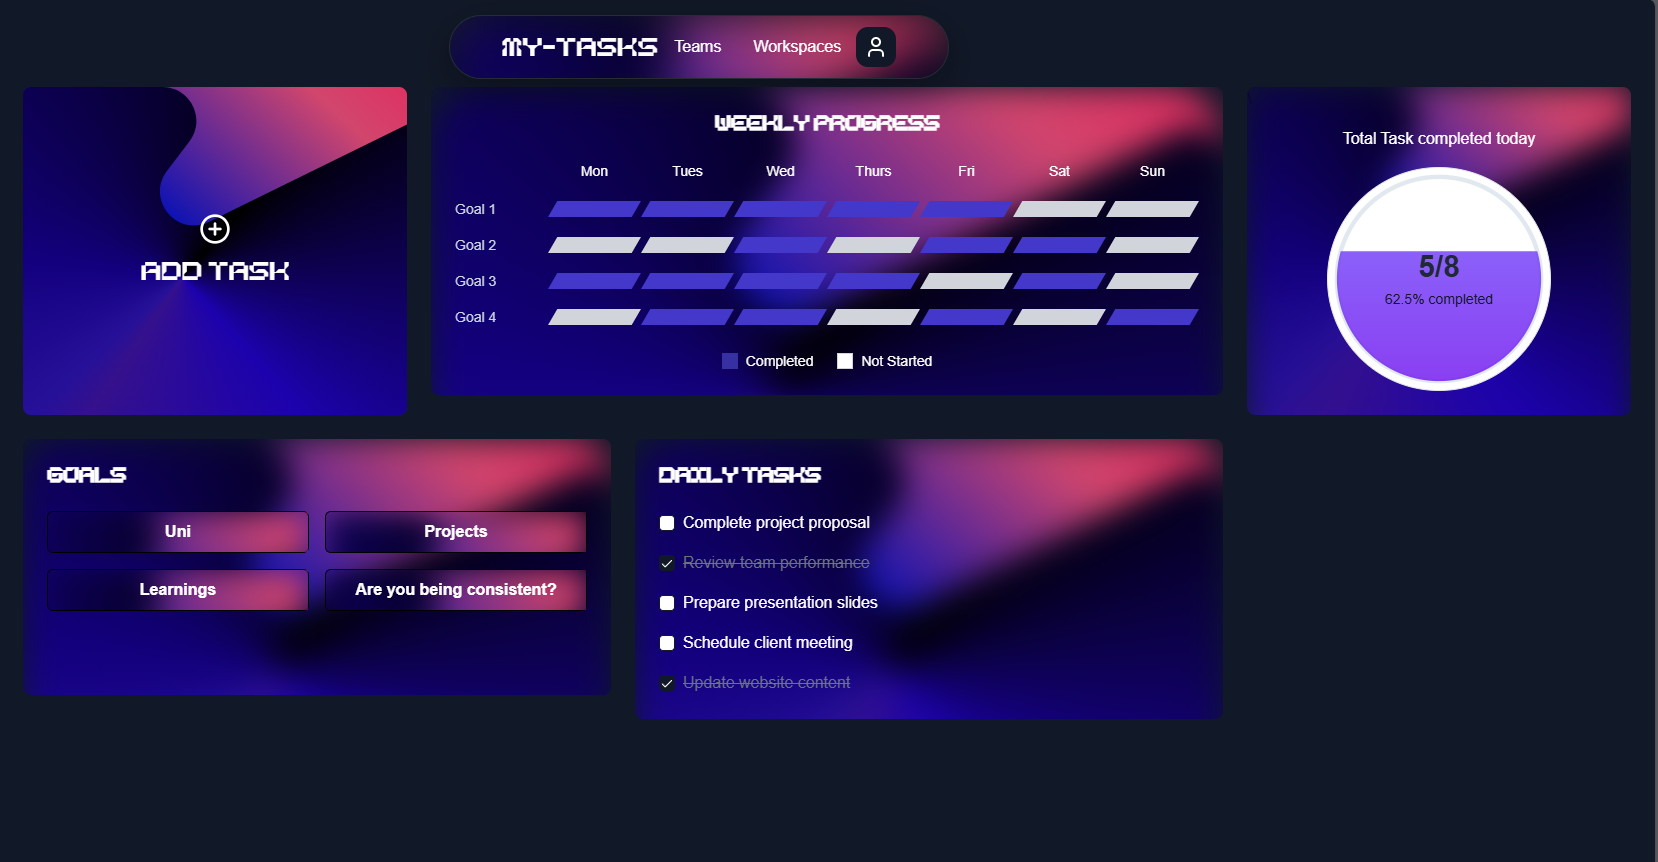 MY-TASKS Teams Workspaces
ADD TASK
WEEKLY PROGRESS
Mon Tues Wed Thurs Fri Sat Sun
Goal 1
Goal 2
Goal 3
Goal 4
Completed Not Started
Total Task completed today
5/8
62.5% completed
GOALS
Uni Projects
Learnings Are you being consistent?
DAILY TASKS
Complete project proposal
Review team performance
Prepare presentation slides
Schedule client meeting
Update website content